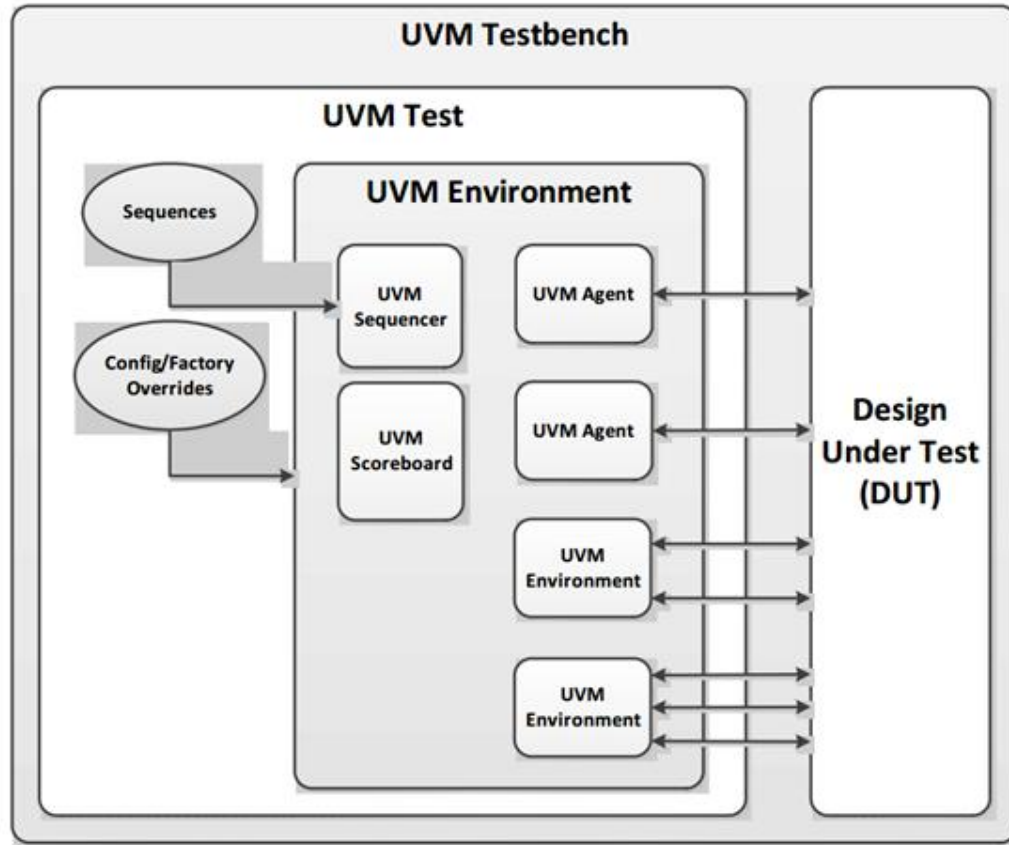 UVM Testbench
UVM Test
UVM Environment
Sequences
UVM
Sequencer
UVM Agent
Config/Factory
Overrides
UVM
Scoreboard
UVM Agent
UVM
Environment
UVM
Environment
Design
Under Test
(DUT)